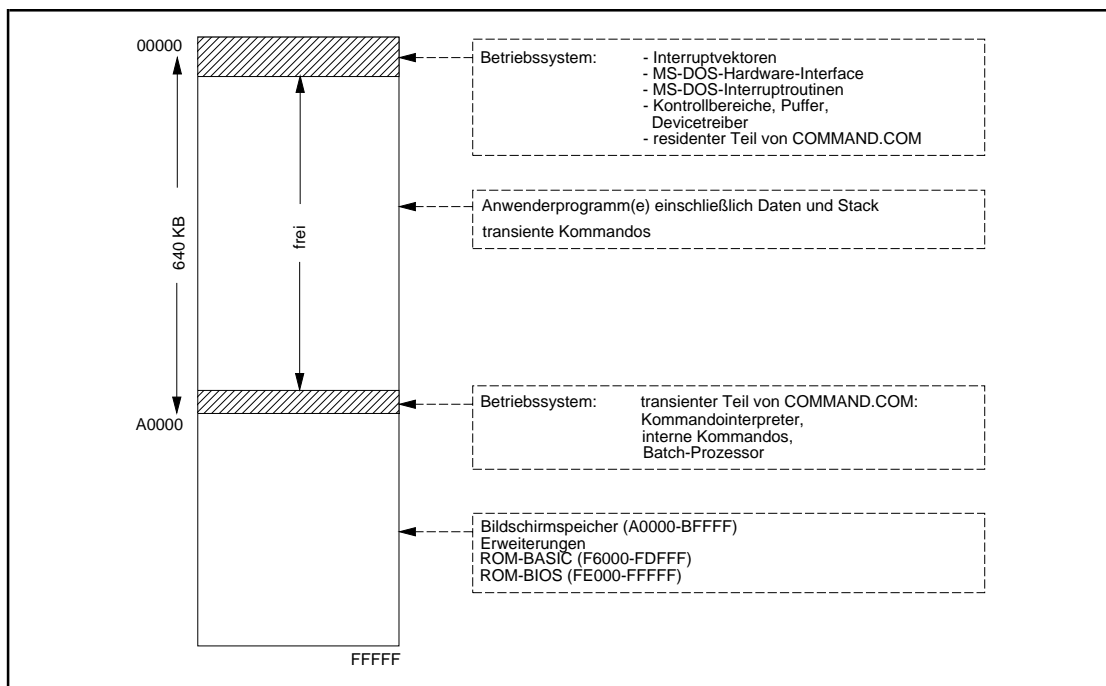 00000
640 KB
frei
A0000
FFFFF
Betriebssystem: - Interruptvektoren
- MS-DOS-Hardware-Interface
- MS-DOS-Interruptroutinen
- Kontrollbereiche, Puffer,
Devicetreiber
- residenter Teil von COMMAND.COM
Anwenderprogramm(e) einschließlich Daten und Stack
transiente Kommandos
Betriebssystem: transienter Teil von COMMAND.COM:
Kommandointerpreter,
interne Kommandos,
Batch-Prozessor
Bildschirmspeicher (A0000-BFFFF)
Erweiterungen
ROM-BASIC (F6000-FDFFF)
ROM-BIOS (FE000-FFFFF)